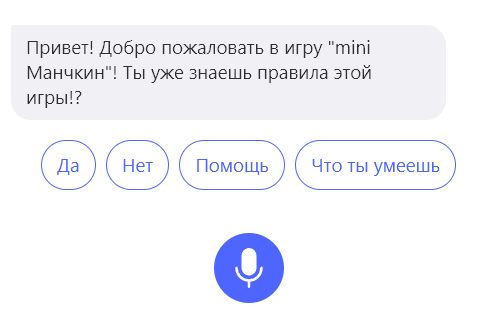 Привет! Добро пожаловать в игру "mini
Манчкин"! Ты уже знаешь правила этой
игры!?
Да
Нет
Помощь
Что ты умеешь